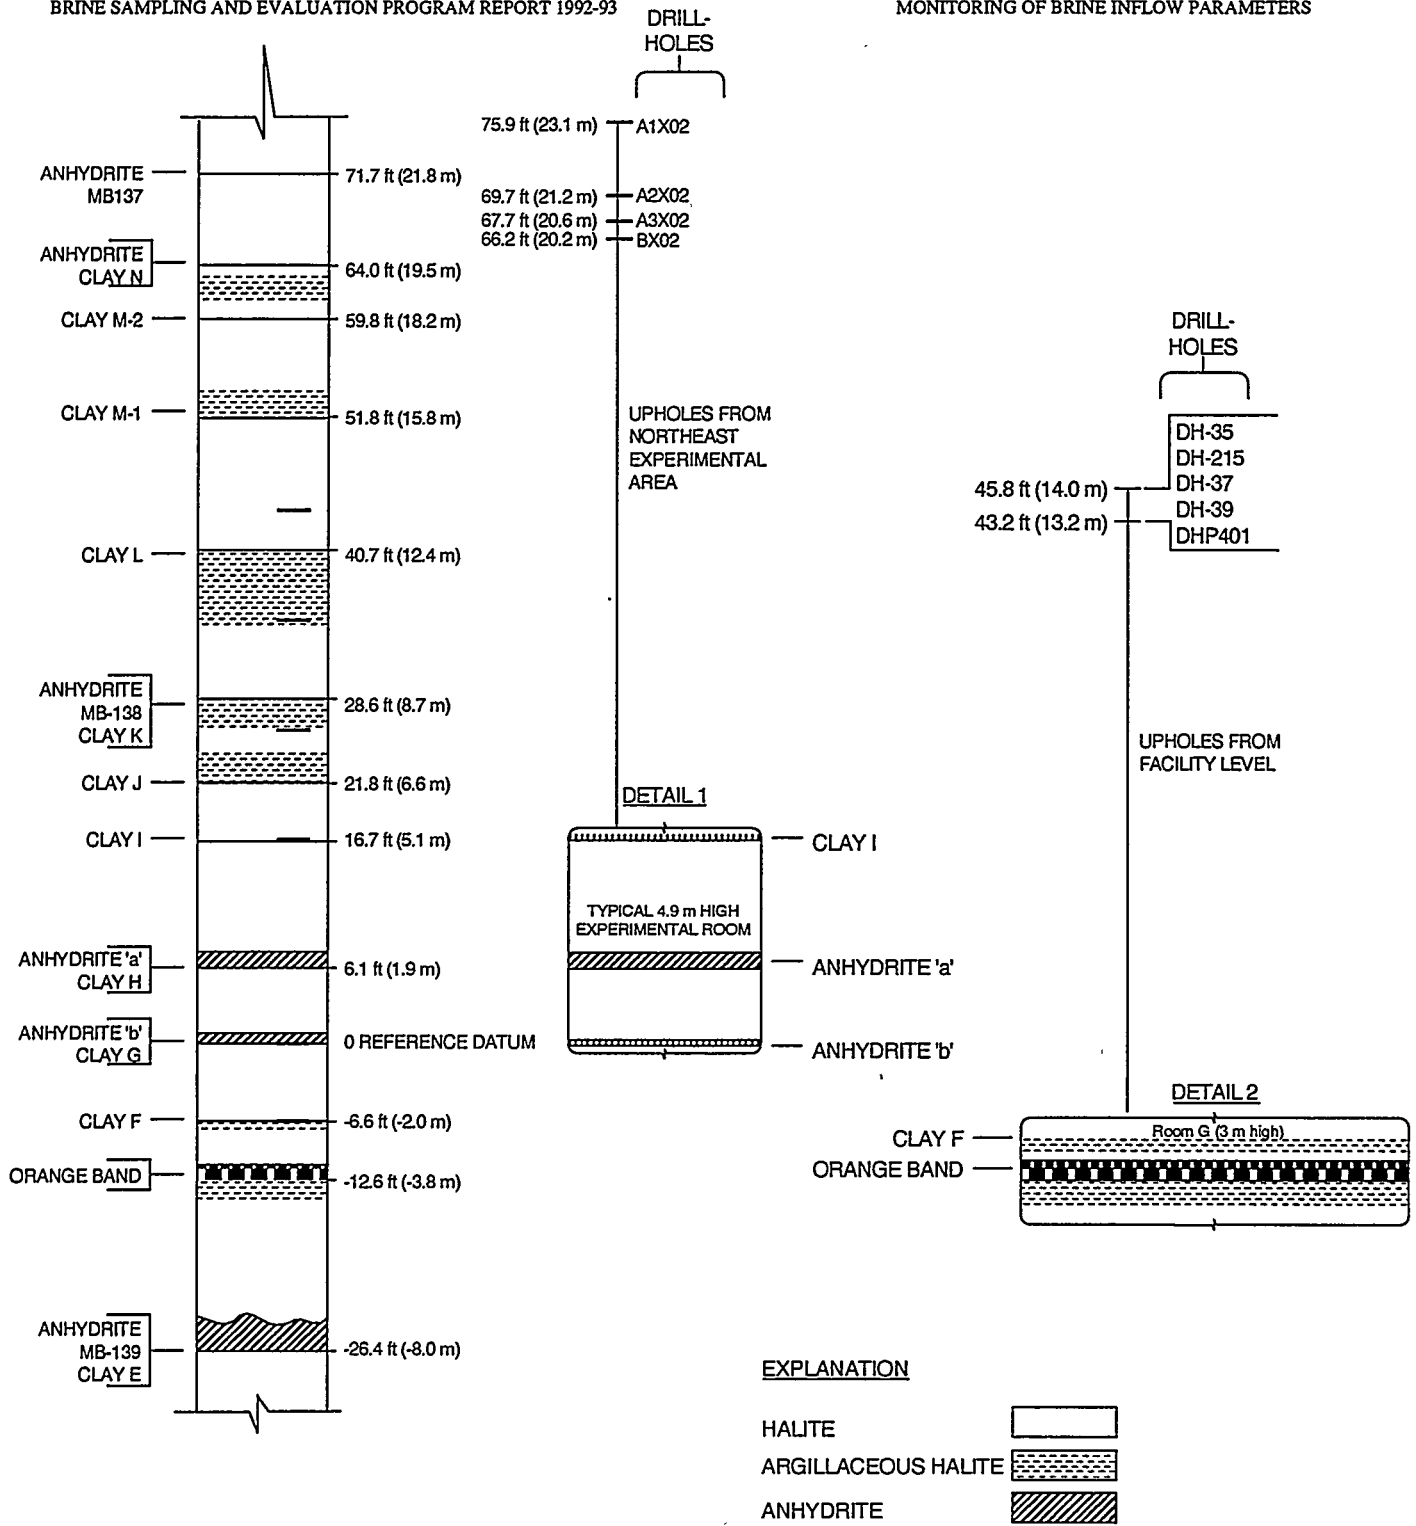 BRINE SAMPLING AND EVALUATION PROGRAM REPORT 1992-93
MONITORING OF BRINE INFLOW PARAMETERS
ANHYDRITE
MB137
71.7 ft (21.8 m)
ANHYDRITE
CLAY N
64.0 ft (19.5 m)
CLAY M-2
59.8 ft (18.2 m)
CLAY M-1
51.8 ft (15.8 m)
CLAY L
40.7 ft (12.4 m)
ANHYDRITE
MB-138
CLAY K
28.6 ft (8.7 m)
CLAY J
21.8 ft (6.6 m)
CLAY I
16.7 ft (5.1 m)
ANHYDRITE 'a'
CLAY H
6.1 ft (1.9 m)
ANHYDRITE 'b'
CLAY G
0 REFERENCE DATUM
CLAY F
-6.6 ft (-2.0 m)
ORANGE BAND
-12.6 ft (-3.8 m)
ANHYDRITE
MB-139
CLAY E
-26.4 ft (-8.0 m)
DRILL-
HOLES
75.9 ft (23.1 m)
A1X02
69.7 ft (21.2 m)
A2X02
67.7 ft (20.6 m)
A3X02
66.2 ft (20.2 m)
BX02
UPHOLES FROM
NORTHEAST
EXPERIMENTAL
AREA
DETAIL 1
CLAY I
TYPICAL 4.9 m HIGH
EXPERIMENTAL ROOM
ANHYDRITE 'a'
ANHYDRITE 'b'
DRILL-
HOLES
DH-35
DH-215
DH-37
DH-39
DHP401
45.8 ft (14.0 m)
43.2 ft (13.2 m)
UPHOLES FROM
FACILITY LEVEL
DETAIL 2
Room G (3 m high)
CLAY F
ORANGE BAND
EXPLANATION
HALITE
ARGILLACEOUS HALITE
ANHYDRITE